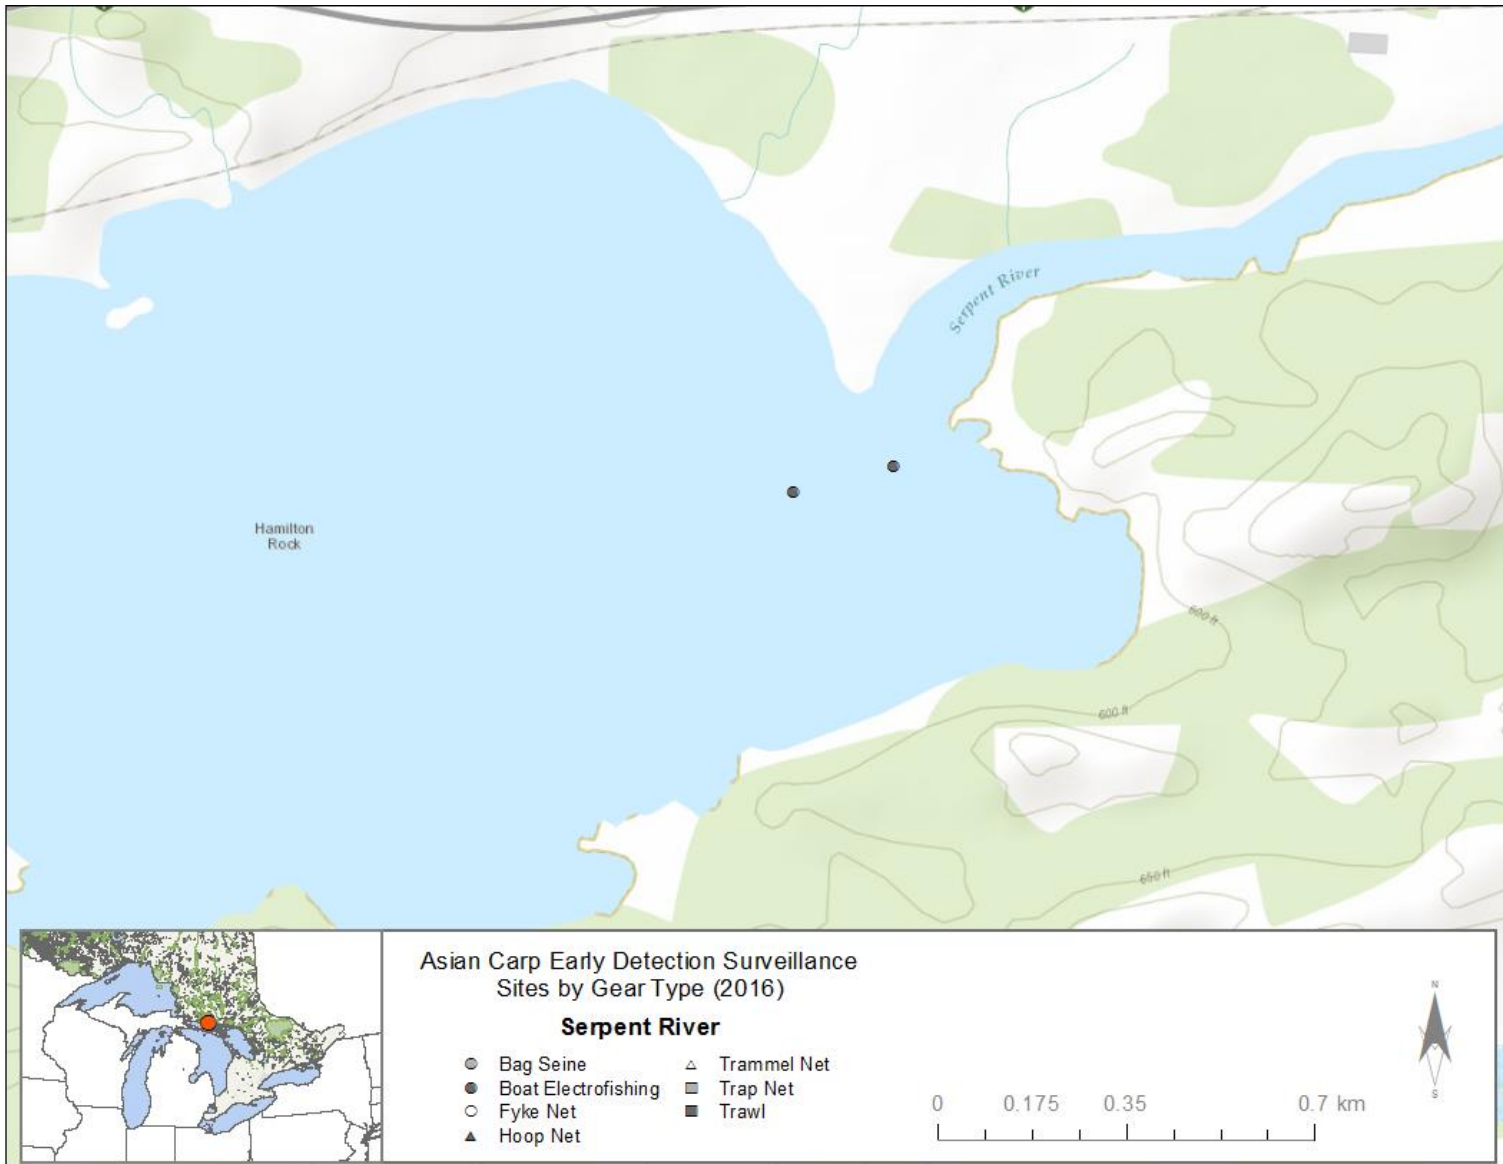 Serpent River
Hamilton
Rock
600 ft
600 ft
650 ft
Asian Carp Early Detection Surveillance
Sites by Gear Type (2016)
Serpent River
Bag Seine
Boat Electrofishing
Fyke Net
Hoop Net
Trammel Net
Trap Net
Trawl
0 0.175 0.35 0.7 km
N
S